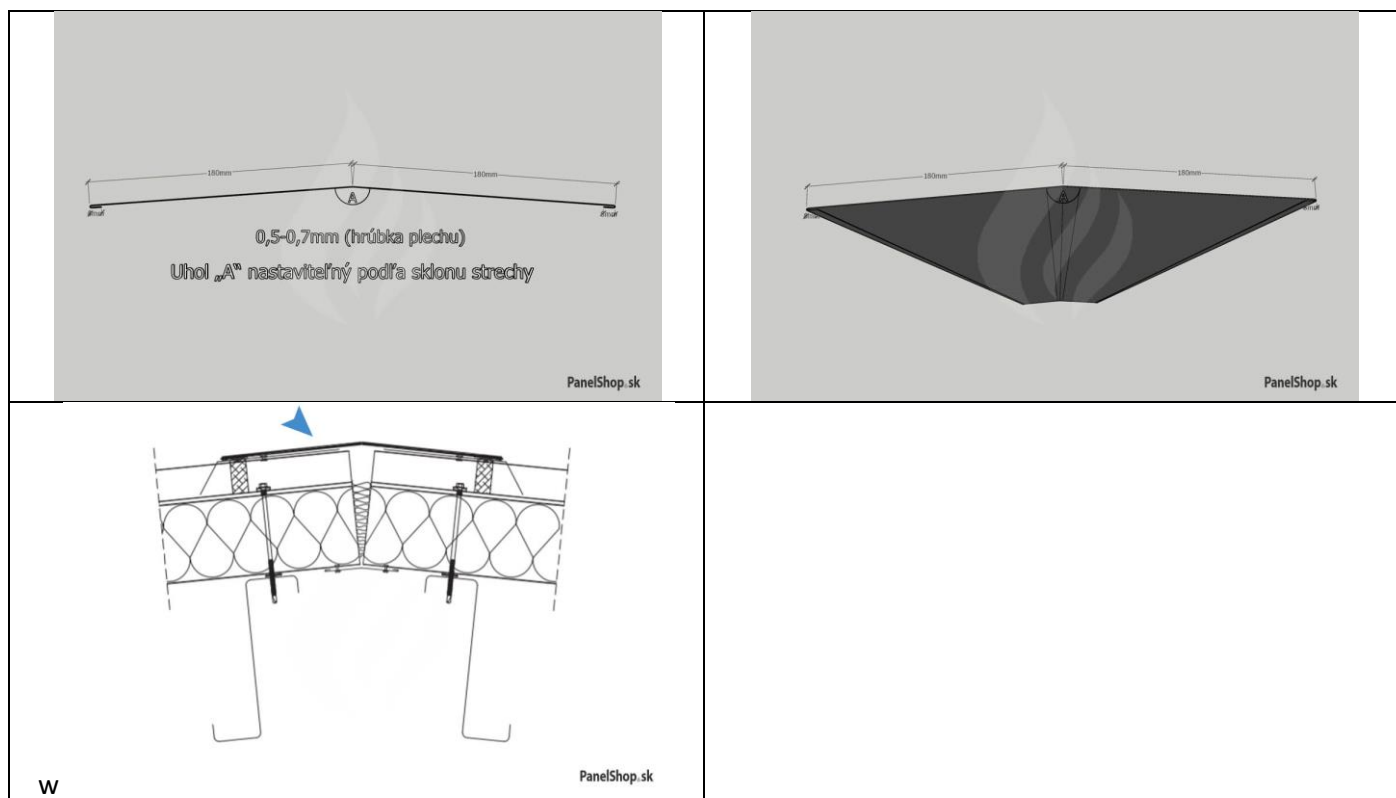 180mm
180mm
A
0,5-0,7mm (hrúbka plechu)
Uhol „A“ nastaviteľný podľa sklonu strechy
PanelShop.sk
180mm
180mm
A
PanelShop.sk
PanelShop.sk
w